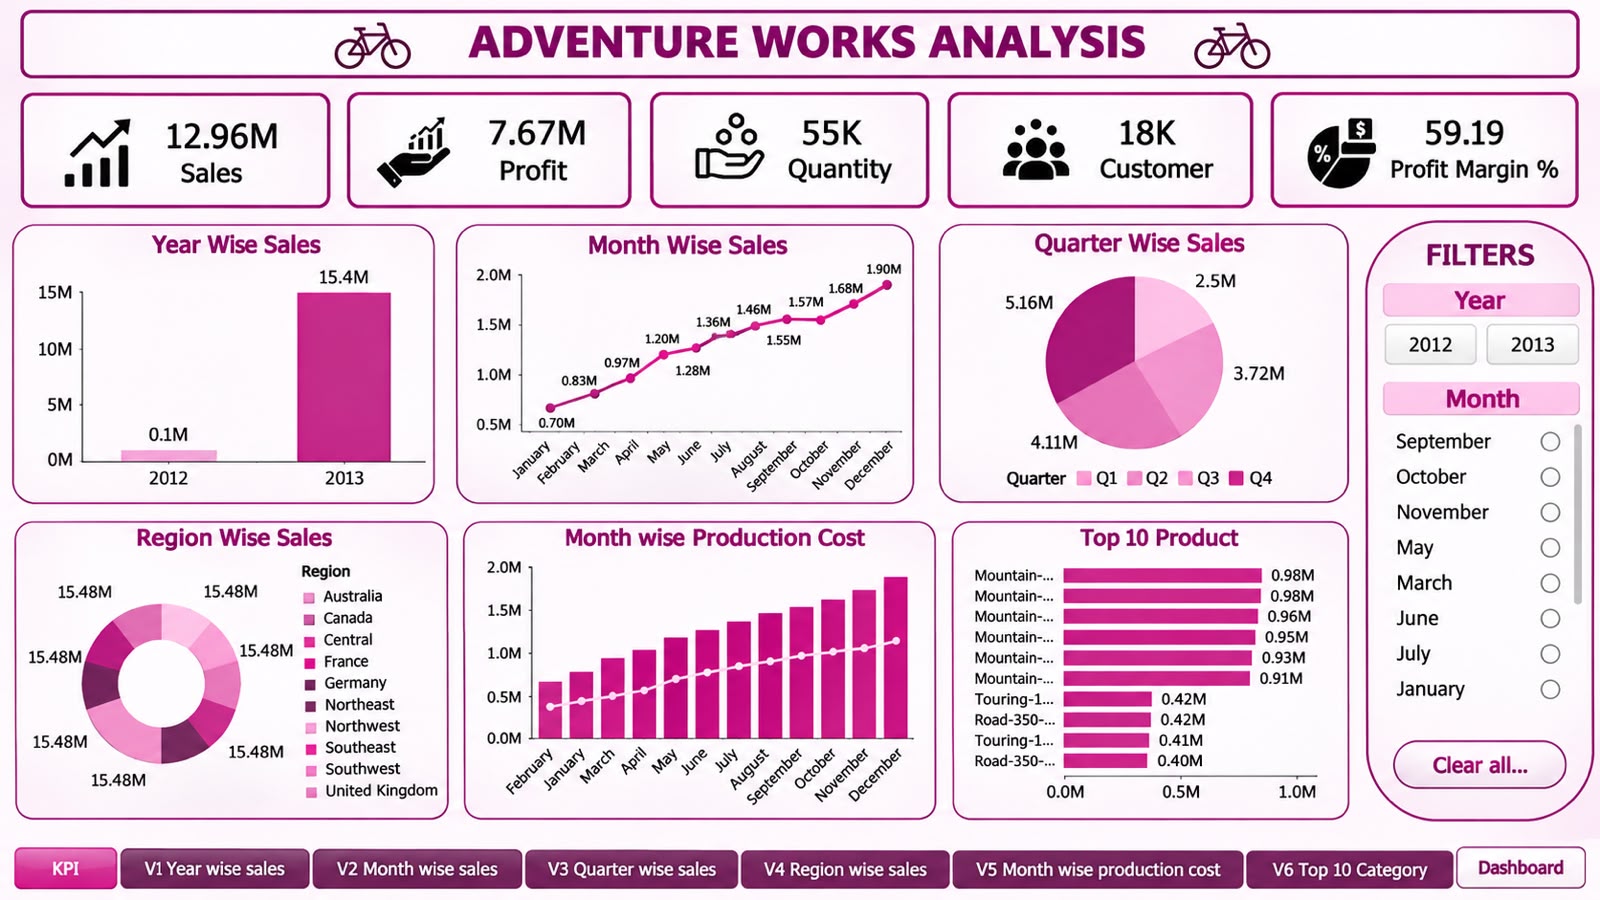 ADVENTURE WORKS ANALYSIS
12.96M
Sales
7.67M
Profit
55K
Quantity
18K
Customer
%
$
59.19
Profit Margin %
Year Wise Sales
15.4M
15M
10M
5M
0.1M
0M
2012
2013
Month Wise Sales
2.0M
1.5M
1.0M
0.5M
0.70M
0.83M
0.97M
1.20M
1.28M
1.36M
1.46M
1.55M
1.57M
1.68M
1.90M
January
February
March
April
May
June
July
August
September
October
November
December
Quarter Wise Sales
2.5M
5.16M
3.72M
4.11M
Quarter Q1 Q2 Q3 Q4
FILTERS
Year
2012 2013
Month
September
October
November
May
March
June
July
January
Clear all...
Region Wise Sales
15.48M
15.48M
15.48M
15.48M
15.48M
15.48M
15.48M
Region
Australia
Canada
Central
France
Germany
Northeast
Northwest
Southeast
Southwest
United Kingdom
Month wise Production Cost
2.0M
1.5M
1.0M
0.5M
0.0M
February
January
March
April
May
June
July
August
September
October
November
December
Top 10 Product
Mountain-... 0.98M
Mountain-... 0.98M
Mountain-... 0.96M
Mountain-... 0.95M
Mountain-... 0.93M
Mountain-... 0.91M
Touring-1... 0.42M
Road-350-... 0.42M
Touring-1... 0.41M
Road-350-... 0.40M
0.0M 0.5M 1.0M
KPI
V1 Year wise sales
V2 Month wise sales
V3 Quarter wise sales
V4 Region wise sales
V5 Month wise production cost
V6 Top 10 Category
Dashboard